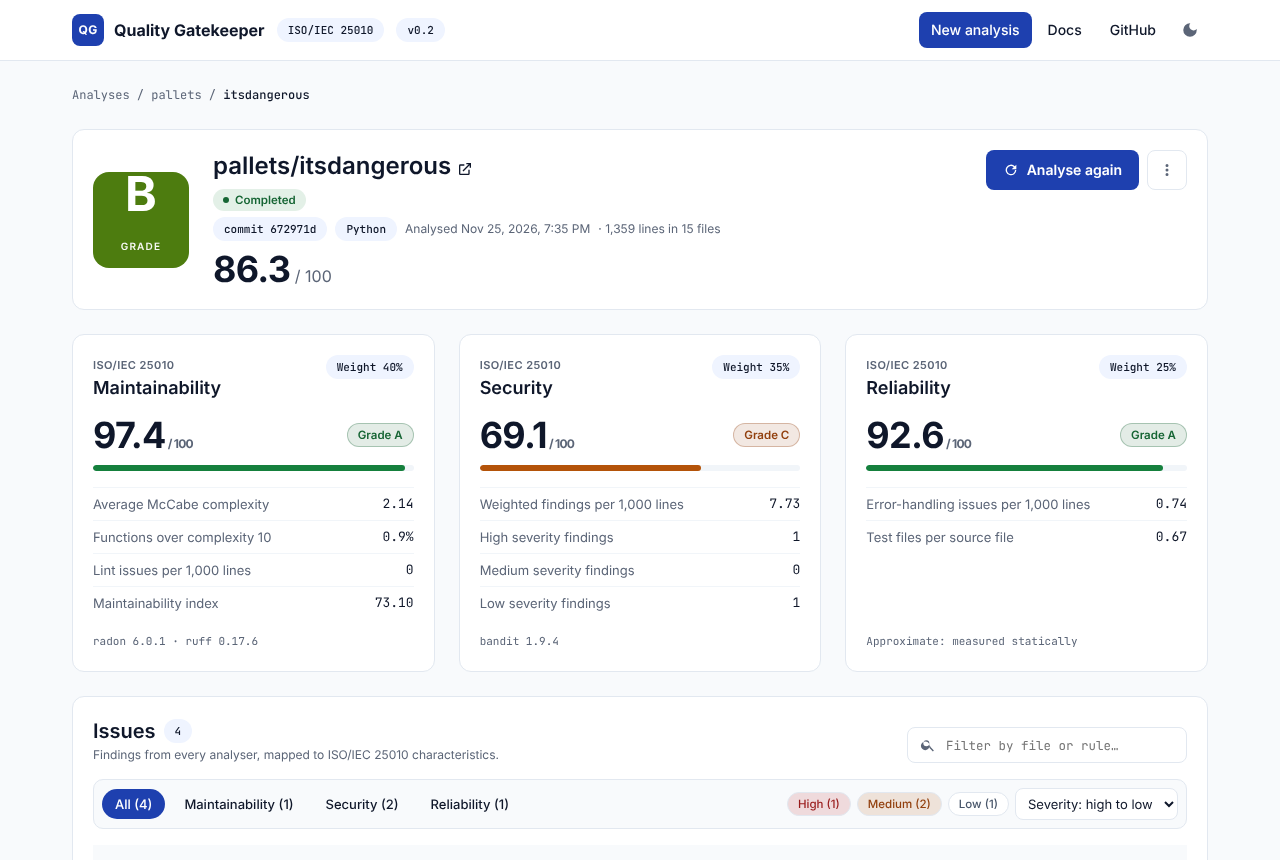 QG Quality Gatekeeper ISO/IEC 25010 v0.2 New analysis Docs GitHub
Analyses / pallets / itsdangerous
B
GRADE
pallets/itsdangerous
Completed
commit 672971d Python Analysed Nov 25, 2026, 7:35 PM · 1,359 lines in 15 files
86.3 / 100
Analyse again
ISO/IEC 25010
Maintainability
Weight 40%
97.4 / 100
Grade A
Average McCabe complexity 2.14
Functions over complexity 10 0.9%
Lint issues per 1,000 lines 0
Maintainability index 73.10
radon 6.0.1 · ruff 0.17.6
ISO/IEC 25010
Security
Weight 35%
69.1 / 100
Grade C
Weighted findings per 1,000 lines 7.73
High severity findings 1
Medium severity findings 0
Low severity findings 1
bandit 1.9.4
ISO/IEC 25010
Reliability
Weight 25%
92.6 / 100
Grade A
Error-handling issues per 1,000 lines 0.74
Test files per source file 0.67
Approximate: measured statically
Issues 4
Findings from every analyser, mapped to ISO/IEC 25010 characteristics.
Filter by file or rule…
All (4) Maintainability (1) Security (2) Reliability (1) High (1) Medium (2) Low (1) Severity: high to low